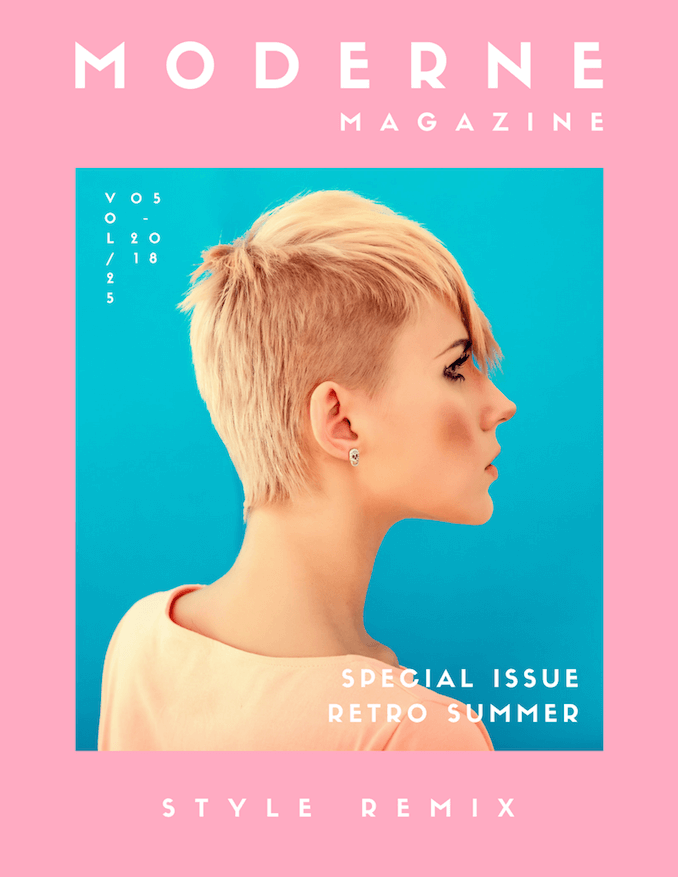 MODERNE
MAGAZINE
VOL/25
05-2018
SPECIAL ISSUE
RETRO SUMMER
STYLE REMIX